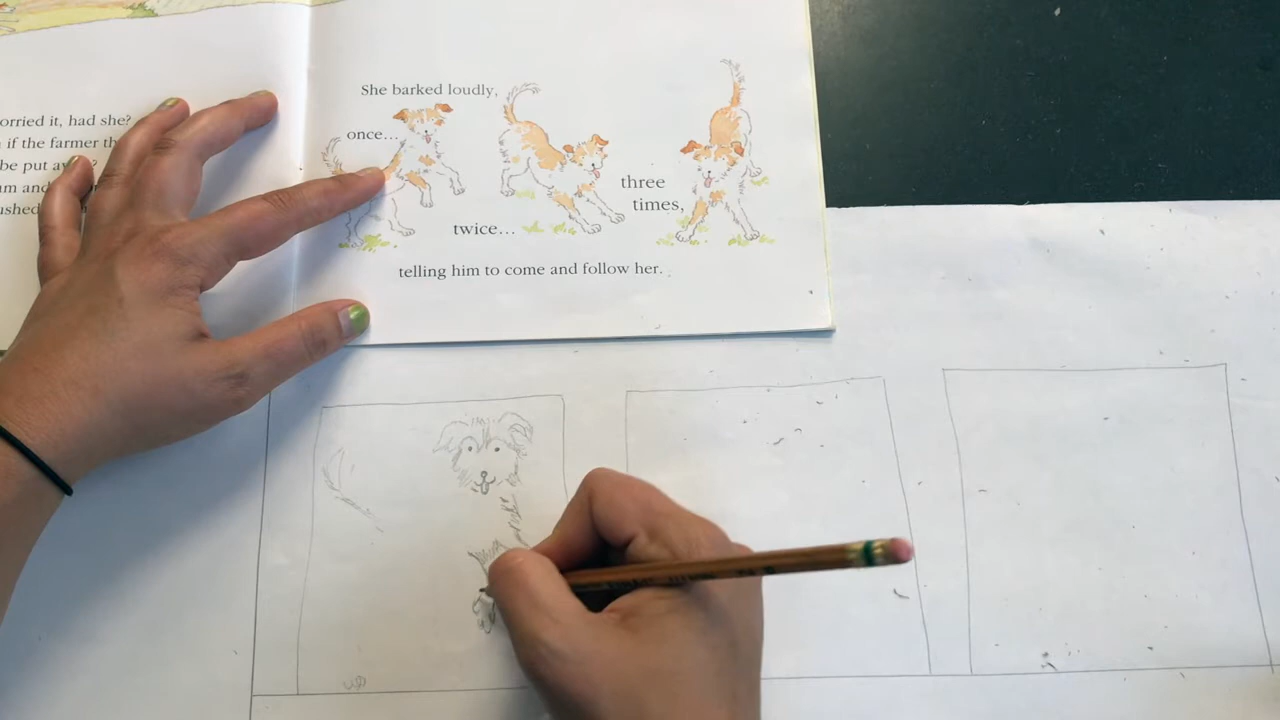 orried it, had she?
if the farmer th
be put
and
ushed
She barked loudly,
once...
three
times,
twice...
telling him to come and follow her.